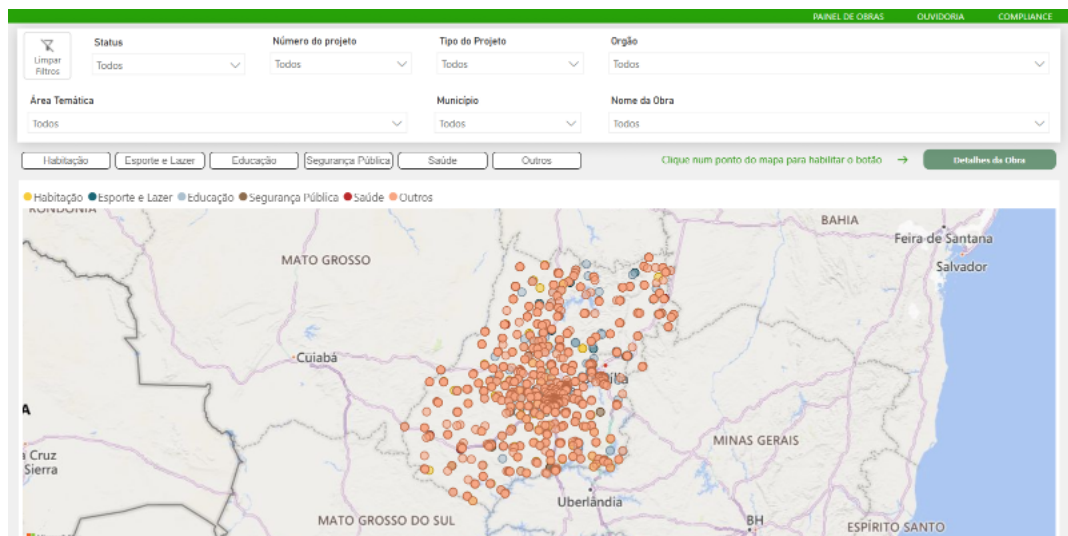 PAINEL DE OBRAS OUVIDORIA COMPLIANCE
Limpar
Filtros
Status
Todos
Número do projeto
Todos
Tipo do Projeto
Todos
Orgão
Todos
Área Temática
Todos
Município
Todos
Nome da Obra
Todos
Habitação Esporte e Lazer Educação Segurança Pública Saúde Outros
Clique num ponto do mapa para habilitar o botão → Detalhes da Obra
Habitação Esporte e Lazer Educação Segurança Pública Saúde Outros
RONDÔNIA
BAHIA
Feira de Santana
MATO GROSSO
Salvador
Cuiabá
MINAS GERAIS
Cruz
Sierra
Uberlândia
MATO GROSSO DO SUL
BH
ESPÍRITO SANTO